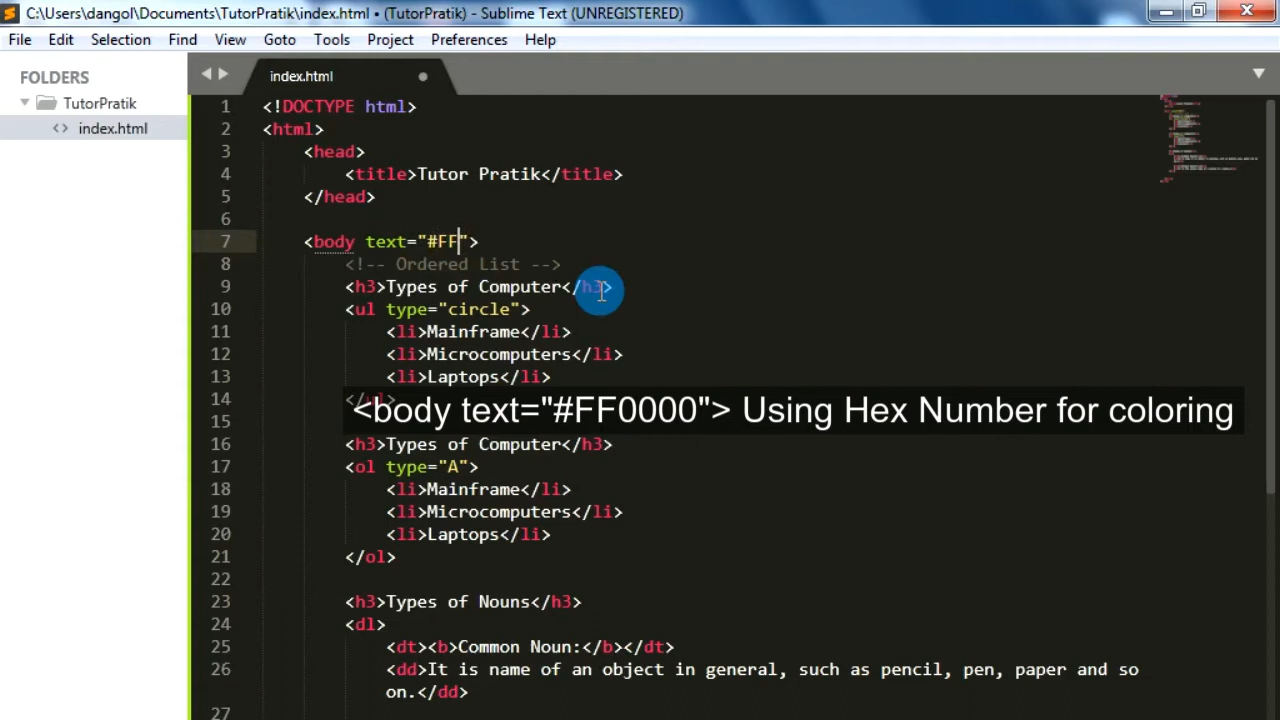 C:\Users\dangol\Documents\TutorPratik\index.html • (TutorPratik) - Sublime Text (UNREGISTERED)
File Edit Selection Find View Goto Tools Project Preferences Help
FOLDERS
TutorPratik
index.html
index.html
1 <!DOCTYPE html>
2 <html>
3 <head>
4 <title>Tutor Pratik</title>
5 </head>
6
7 <body text="#FF">
8 <!-- Ordered List -->
9 <h3>Types of Computer</h3>
10 <ul type="circle">
11 <li>Mainframe</li>
12 <li>Microcomputers</li>
13 <li>Laptops</li>
14 </ul>
<body text="#FF0000"> Using Hex Number for coloring
15
16 <h3>Types of Computer</h3>
17 <ol type="A">
18 <li>Mainframe</li>
19 <li>Microcomputers</li>
20 <li>Laptops</li>
21 </ol>
22
23 <h3>Types of Nouns</h3>
24 <dl>
25 <dt><b>Common Noun:</b></dt>
26 <dd>It is name of an object in general, such as pencil, pen, paper and so
on.</dd>
27